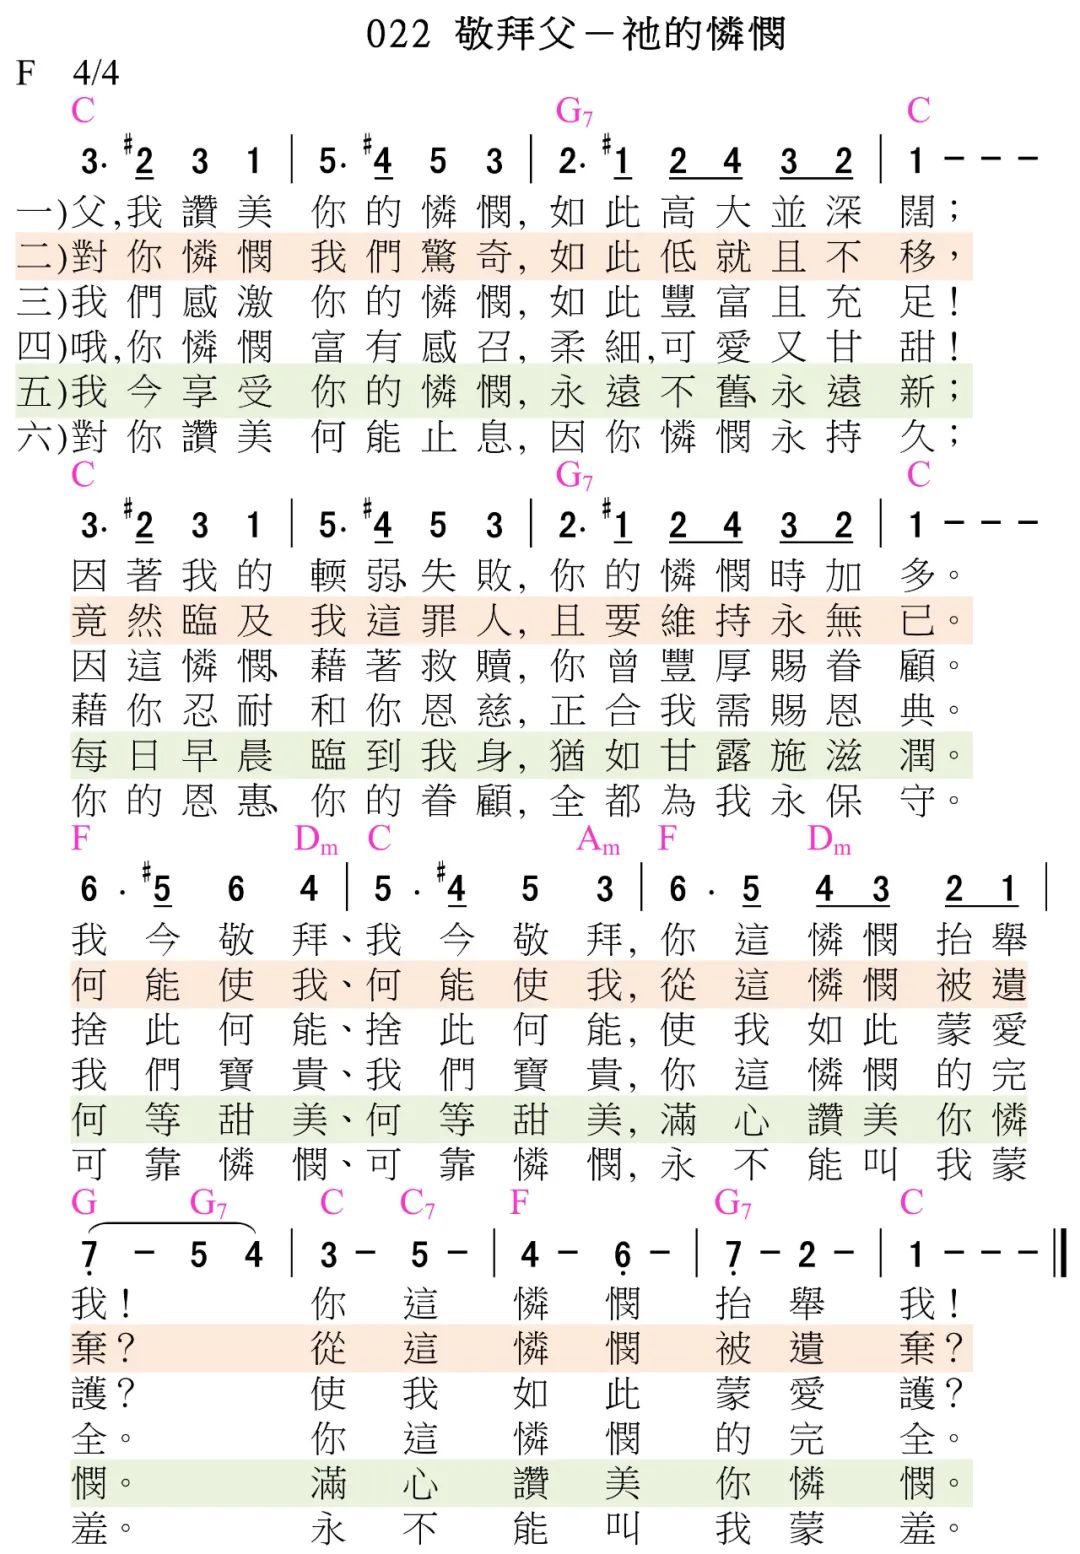 022 敬拜父－祂的憐憫
F 4/4
C G7 C
3. #2 3 1 | 5. #4 5 3 | 2. #1 2 4 3 2 | 1 - - -
一)父,我讚美 你的憐憫, 如此高大並深闊；
二)對你憐憫 我們驚奇, 如此低就且不移，
三)我們感激 你的憐憫, 如此豐富且充足！
四)哦,你憐憫 富有感召, 柔細,可愛又甘甜！
五)我今享受 你的憐憫, 永遠不舊、永遠新；
六)對你讚美 何能止息, 因你憐憫永持久；
C G7 C
3. #2 3 1 | 5. #4 5 3 | 2. #1 2 4 3 2 | 1 - - -
因著我的 輭弱、失敗, 你的憐憫時加多。
竟然臨及 我這罪人, 且要維持永無已。
因這憐憫、藉著救贖, 你曾豐厚賜眷顧。
藉你忍耐 和你恩慈, 正合我需賜恩典。
每日早晨 臨到我身, 猶如甘露施滋潤。
你的恩惠、你的眷顧, 全都為我永保守。
F Dm C Am F Dm
6 . #5 6 4 | 5 . #4 5 3 | 6 . 5 4 3 2 1 |
我今敬拜、我今敬拜, 你這憐憫抬舉
何能使我、何能使我, 從這憐憫被遺
捨此何能、捨此何能, 使我如此蒙愛
我們寶貴、我們寶貴, 你這憐憫的完
何等甜美、何等甜美, 滿心讚美你憐
可靠憐憫、可靠憐憫, 永不能叫我蒙
G G7 C C7 F G7 C
7̣ - 5 4 | 3 - 5 - | 4 - 6̣ - | 7̣ - 2 - | 1 - - - ‖
我！ 你這憐憫抬舉我！
棄？ 從這憐憫被遺棄？
護？ 使我如此蒙愛護？
全。 你這憐憫的完全。
憫。 滿心讚美你憐憫。
羞。 永不能叫我蒙羞。